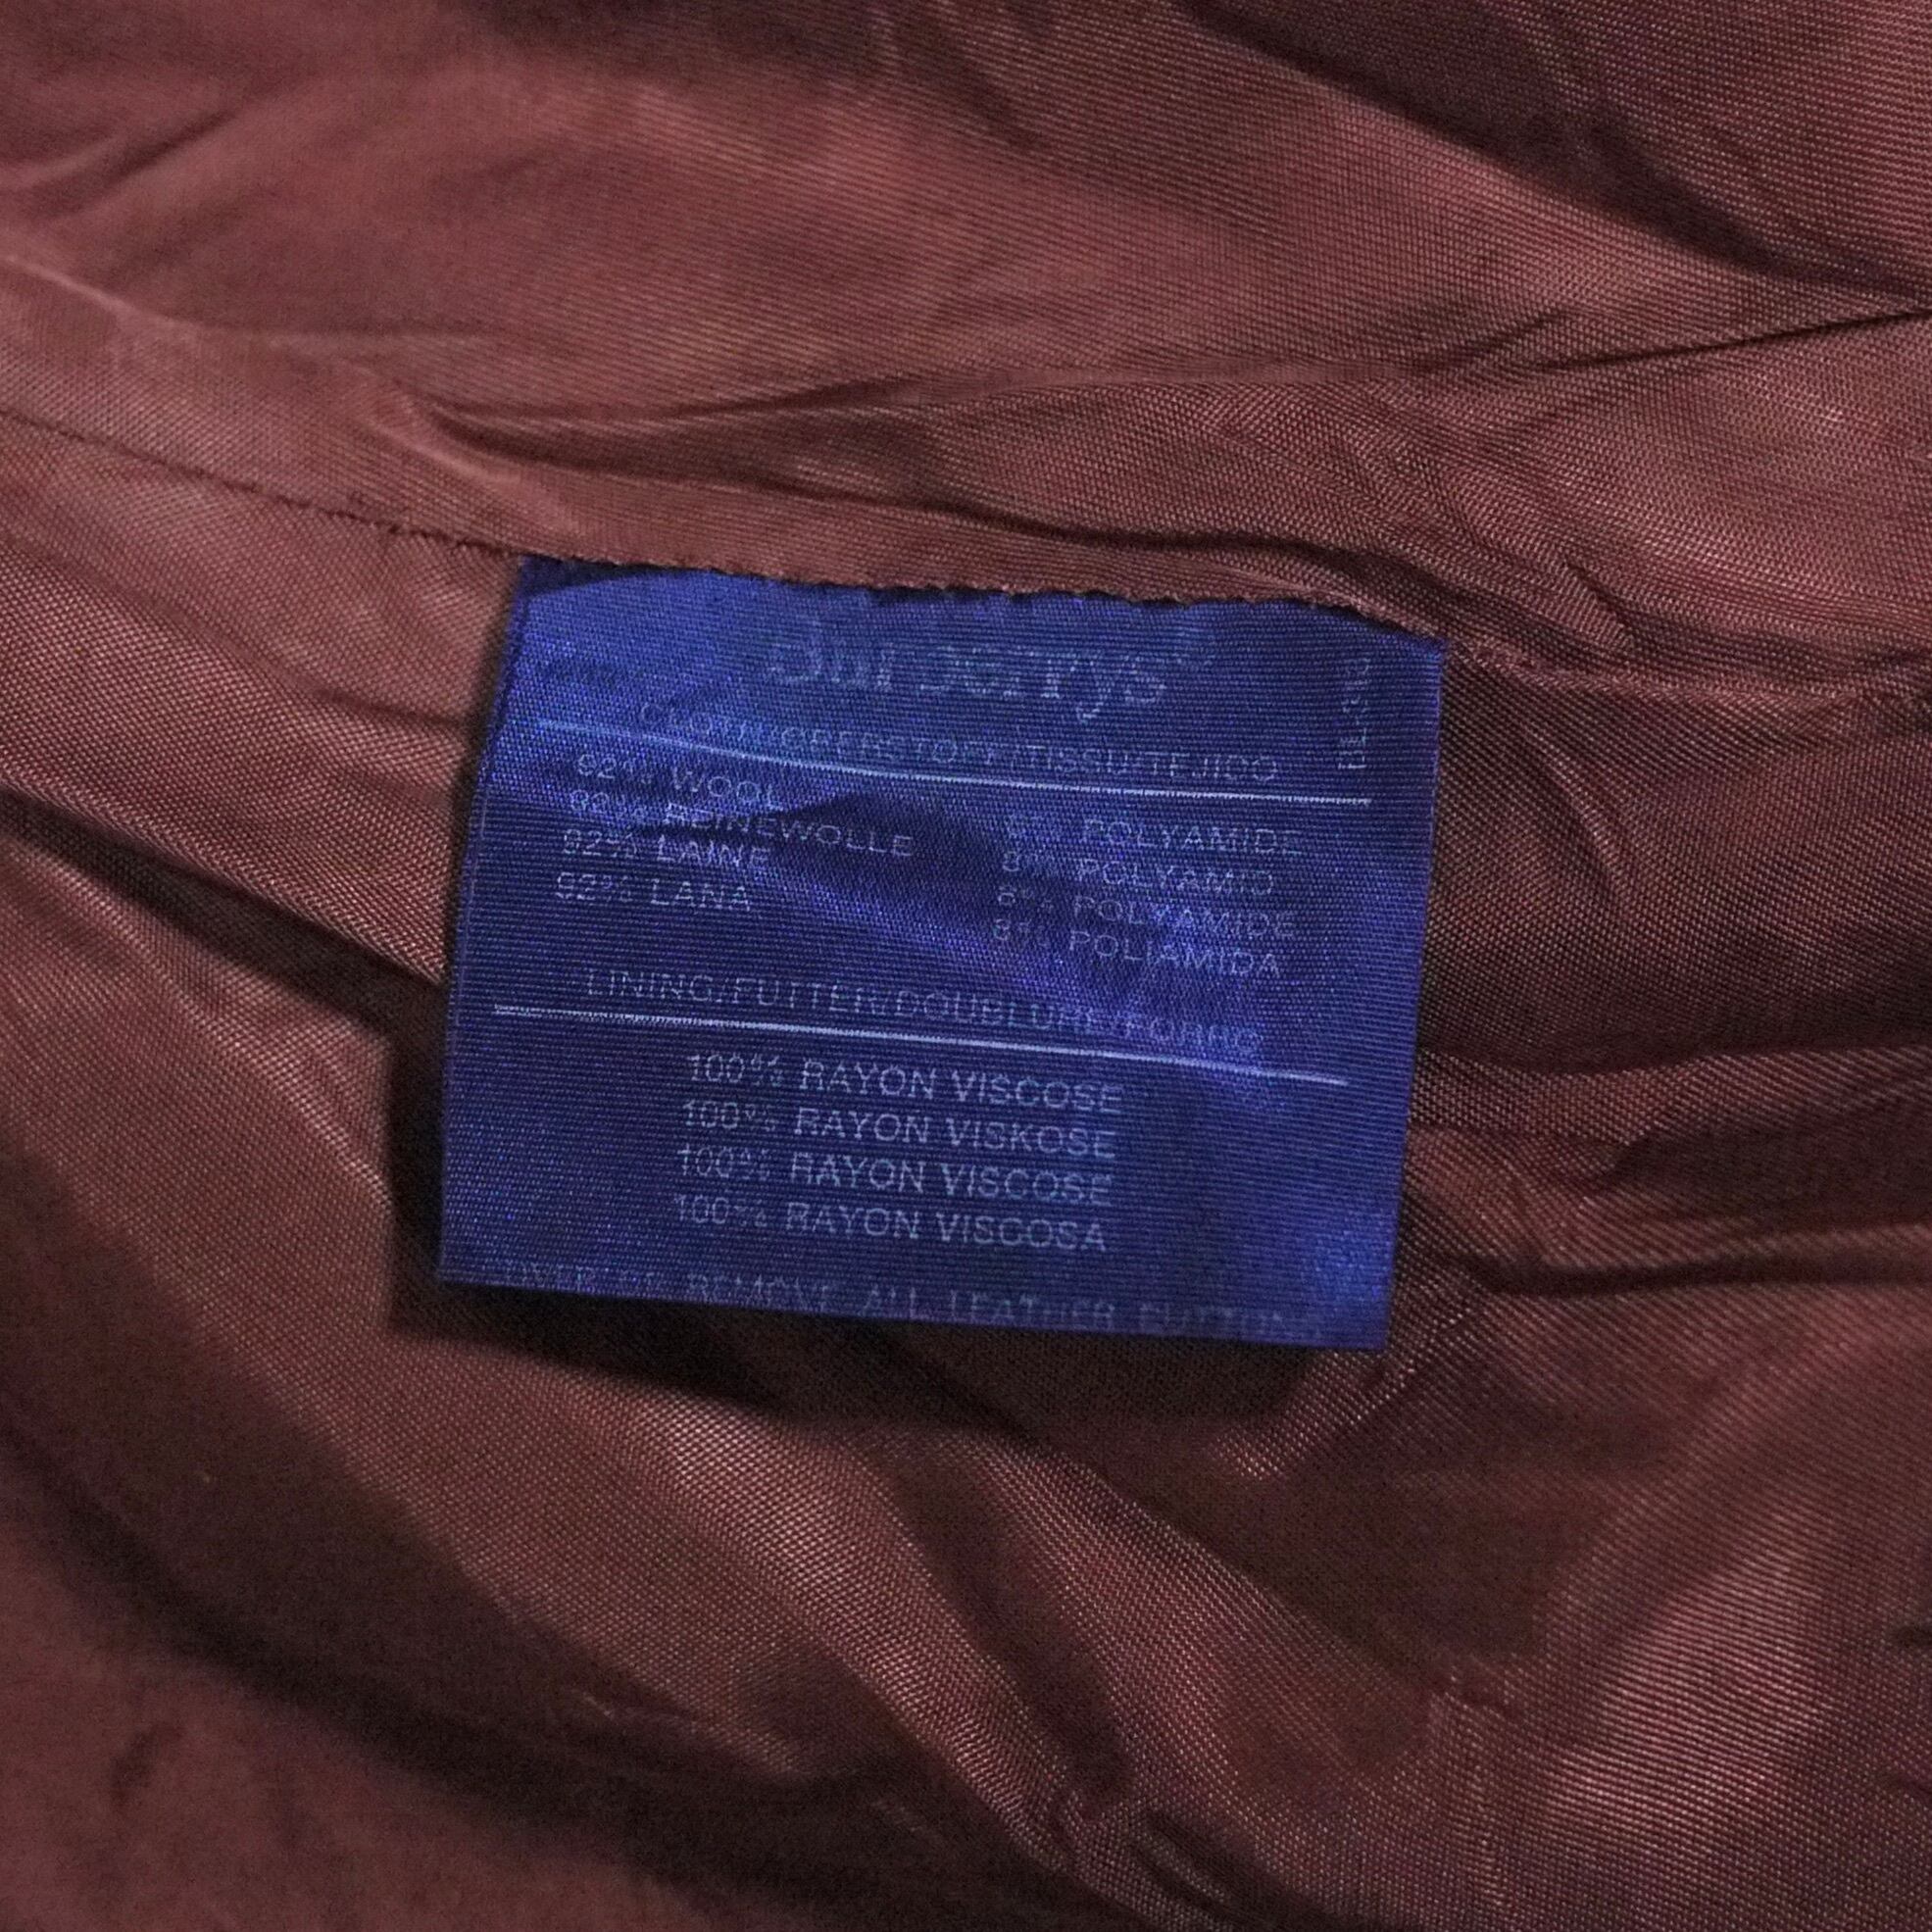 Burberrys®
CLOTH/OBERSTOFF/TISSU/TEJIDO
92% WOOL 8% POLYAMIDE
92% REINEWOLLE 8% POLYAMID
92% LAINE 8% POLYAMIDE
92% LANA 8% POLIAMIDA
LINING/FUTTER/DOUBLURE/FORRO
100% RAYON VISCOSE
100% RAYON VISKOSE
100% RAYON VISCOSE
100% RAYON VISCOSA
REMOVE ALL LEATHER BUTTONS